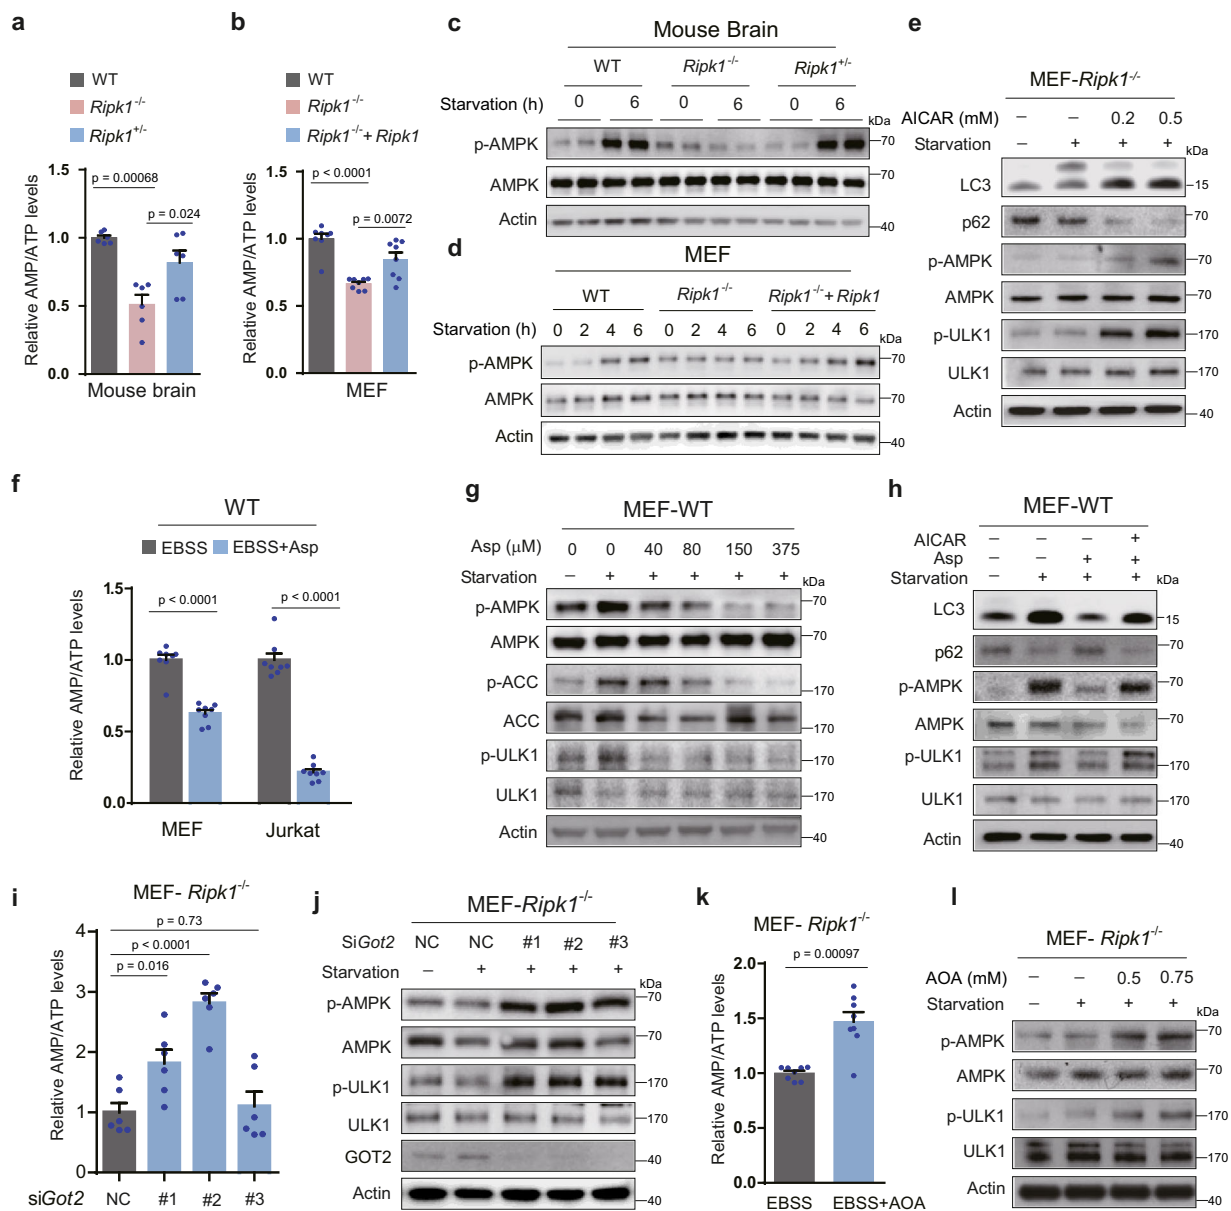 a
WT
Ripk1-/-
Ripk1+/-
Relative AMP/ATP levels
1.5
1.0
0.5
0.0
p = 0.00068
p = 0.024
Mouse brain
b
WT
Ripk1-/-
Ripk1-/- + Ripk1
Relative AMP/ATP levels
1.5
1.0
0.5
0.0
p < 0.0001
p = 0.0072
MEF
c
Mouse Brain
WT Ripk1-/- Ripk1+/-
Starvation (h) 0 6 0 6 0 6
kDa
p-AMPK 70
AMPK 70
Actin 40
d
MEF
WT Ripk1-/- Ripk1-/- + Ripk1
Starvation (h) 0 2 4 6 0 2 4 6 0 2 4 6
kDa
p-AMPK 70
AMPK 70
Actin 40
e
MEF-Ripk1-/-
AICAR (mM) − − 0.2 0.5
Starvation − + + +
kDa
LC3 15
p62 70
p-AMPK 70
AMPK 70
p-ULK1 170
ULK1 170
Actin 40
f
WT
EBSS EBSS+Asp
Relative AMP/ATP levels
1.5
1.0
0.5
0.0
p < 0.0001 p < 0.0001
MEF Jurkat
g
MEF-WT
Asp (μM) 0 0 40 80 150 375
Starvation − + + + + +
kDa
p-AMPK 70
AMPK 70
p-ACC 170
ACC 170
p-ULK1 170
ULK1 170
Actin 40
h
MEF-WT
AICAR − − − +
Asp − − + +
Starvation − + + +
kDa
LC3 15
p62 70
p-AMPK 70
AMPK 70
p-ULK1 170
ULK1 170
Actin 40
i
MEF- Ripk1-/-
Relative AMP/ATP levels
4
3
2
1
0
p = 0.73
p < 0.0001
p = 0.016
siGot2 NC #1 #2 #3
j
MEF-Ripk1-/-
SiGot2 NC NC #1 #2 #3
Starvation − + + + +
kDa
p-AMPK 70
AMPK 70
p-ULK1 170
ULK1 170
GOT2 40
Actin 40
k
MEF- Ripk1-/-
Relative AMP/ATP levels
2.0
1.5
1.0
0.5
0.0
p = 0.00097
EBSS EBSS+AOA
l
MEF- Ripk1-/-
AOA (mM) − − 0.5 0.75
Starvation − + + +
kDa
p-AMPK 70
AMPK 70
p-ULK1 170
ULK1 170
Actin 40